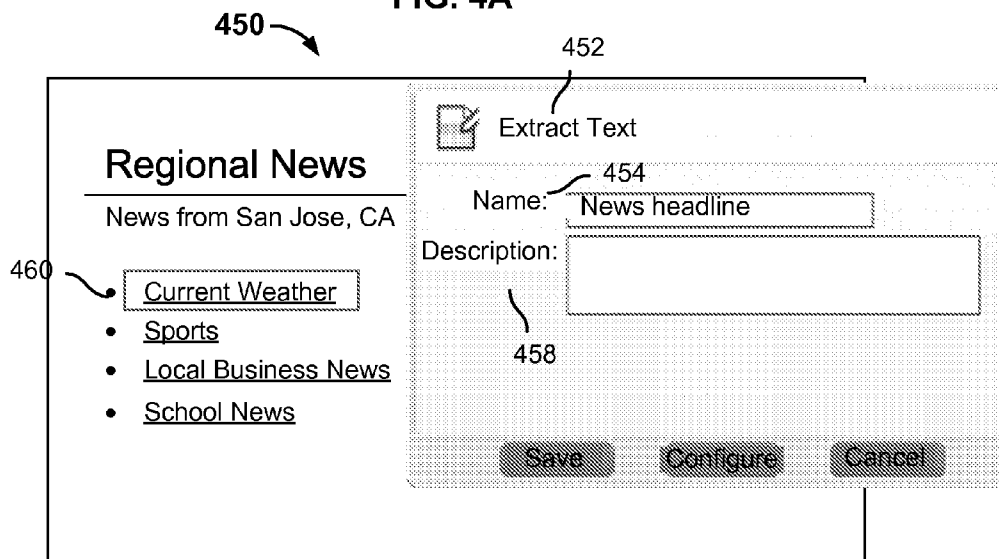 FIG. 4A
450
452
Extract Text
Regional News
454
Name: News headline
News from San Jose, CA
Description:
460
Current Weather
Sports
458
Local Business News
School News
Save Configure Cancel